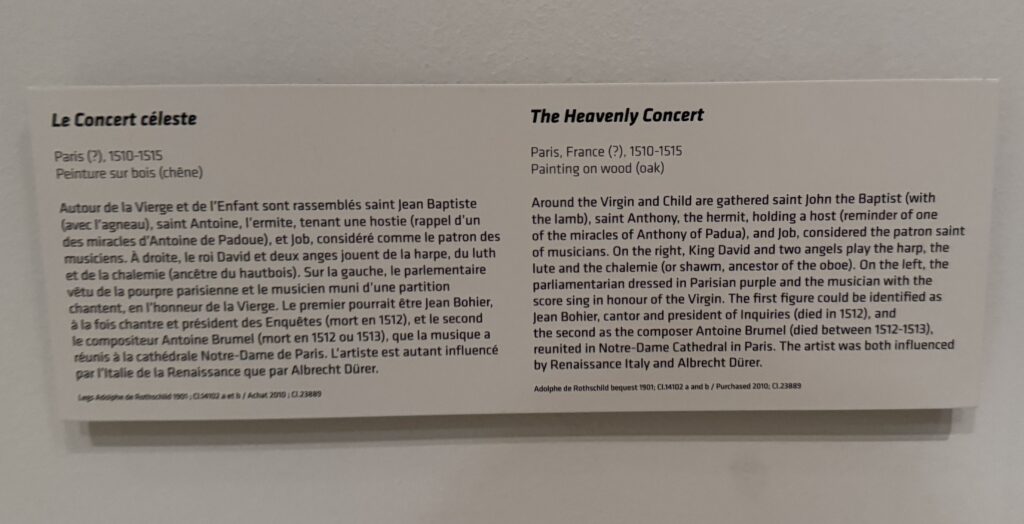 Le Concert céleste
Paris (?), 1510-1515
Peinture sur bois (chêne)
Autour de la Vierge et de l'Enfant sont rassemblés saint Jean Baptiste
(avec l'agneau), saint Antoine, l'ermite, tenant une hostie (rappel d'un
des miracles d'Antoine de Padoue), et Job, considéré comme le patron des
musiciens. À droite, le roi David et deux anges jouent de la harpe, du luth
et de la chalemie (ancêtre du hautbois). Sur la gauche, le parlementaire
vêtu de la pourpre parisienne et le musicien muni d'une partition
chantent, en l'honneur de la Vierge. Le premier pourrait être Jean Bohier,
à la fois chantre et président des Enquêtes (mort en 1512), et le second
le compositeur Antoine Brumel (mort en 1512 ou 1513), que la musique a
réunis à la cathédrale Notre-Dame de Paris. L'artiste est autant influencé
par l'Italie de la Renaissance que par Albrecht Dürer.
Legs Adolphe de Rothschild 1901 ; Cl.14102 a et b / Achat 2010 ; Cl.23889
The Heavenly Concert
Paris, France (?), 1510-1515
Painting on wood (oak)
Around the Virgin and Child are gathered saint John the Baptist (with
the lamb), saint Anthony, the hermit, holding a host (reminder of one
of the miracles of Anthony of Padua), and Job, considered the patron saint
of musicians. On the right, King David and two angels play the harp, the
lute and the chalemie (or shawm, ancestor of the oboe). On the left, the
parliamentarian dressed in Parisian purple and the musician with the
score sing in honour of the Virgin. The first figure could be identified as
Jean Bohier, cantor and president of Inquiries (died in 1512), and
the second as the composer Antoine Brumel (died between 1512-1513),
reunited in Notre-Dame Cathedral in Paris. The artist was both influenced
by Renaissance Italy and Albrecht Dürer.
Adolphe de Rothschild bequest 1901; Cl.14102 a and b / Purchased 2010; Cl.23889